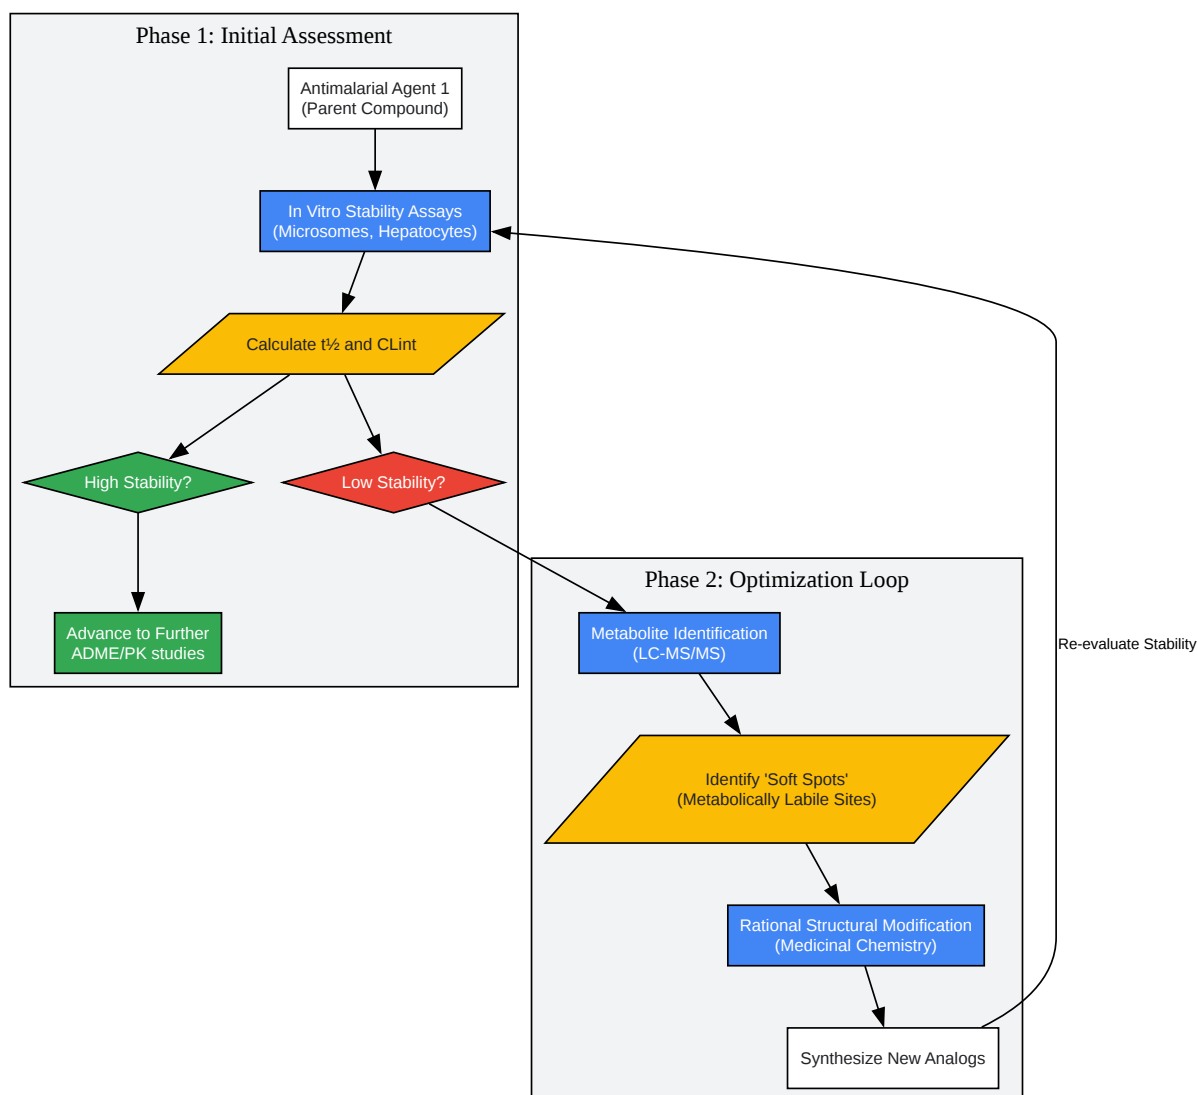 Phase 1: Initial Assessment
Antimalarial Agent 1
(Parent Compound)
In Vitro Stability Assays
(Microsomes, Hepatocytes)
Calculate t½ and CLint
High Stability?
Low Stability?
Advance to Further
ADME/PK studies
Phase 2: Optimization Loop
Metabolite Identification
(LC-MS/MS)
Re-evaluate Stability
Identify 'Soft Spots'
(Metabolically Labile Sites)
Rational Structural Modification
(Medicinal Chemistry)
Synthesize New Analogs